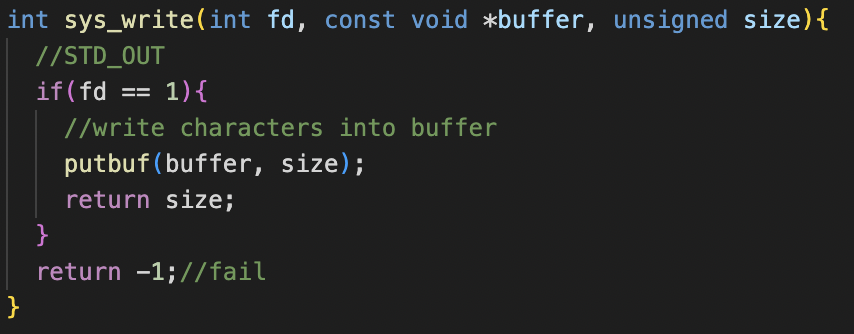 int sys_write(int fd, const void *buffer, unsigned size){
//STD_OUT
if(fd == 1){
//write characters into buffer
putbuf(buffer, size);
return size;
}
return -1;//fail
}